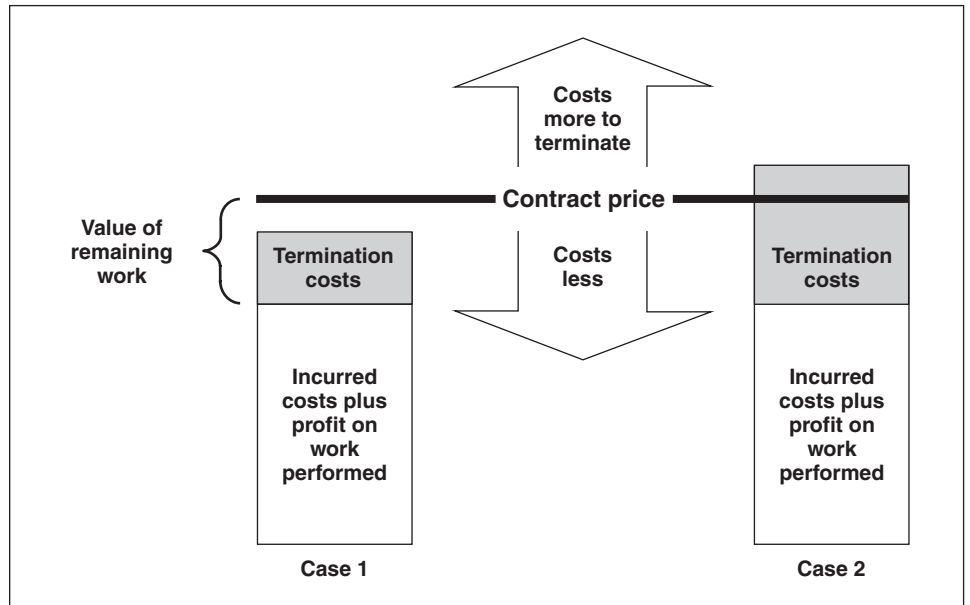 Costs
more to
terminate
Contract price
Value of
remaining
work
Termination
costs
Costs
less
Termination
costs
Incurred
costs plus
profit on
work
performed
Incurred
costs plus
profit on
work
performed
Case 1
Case 2